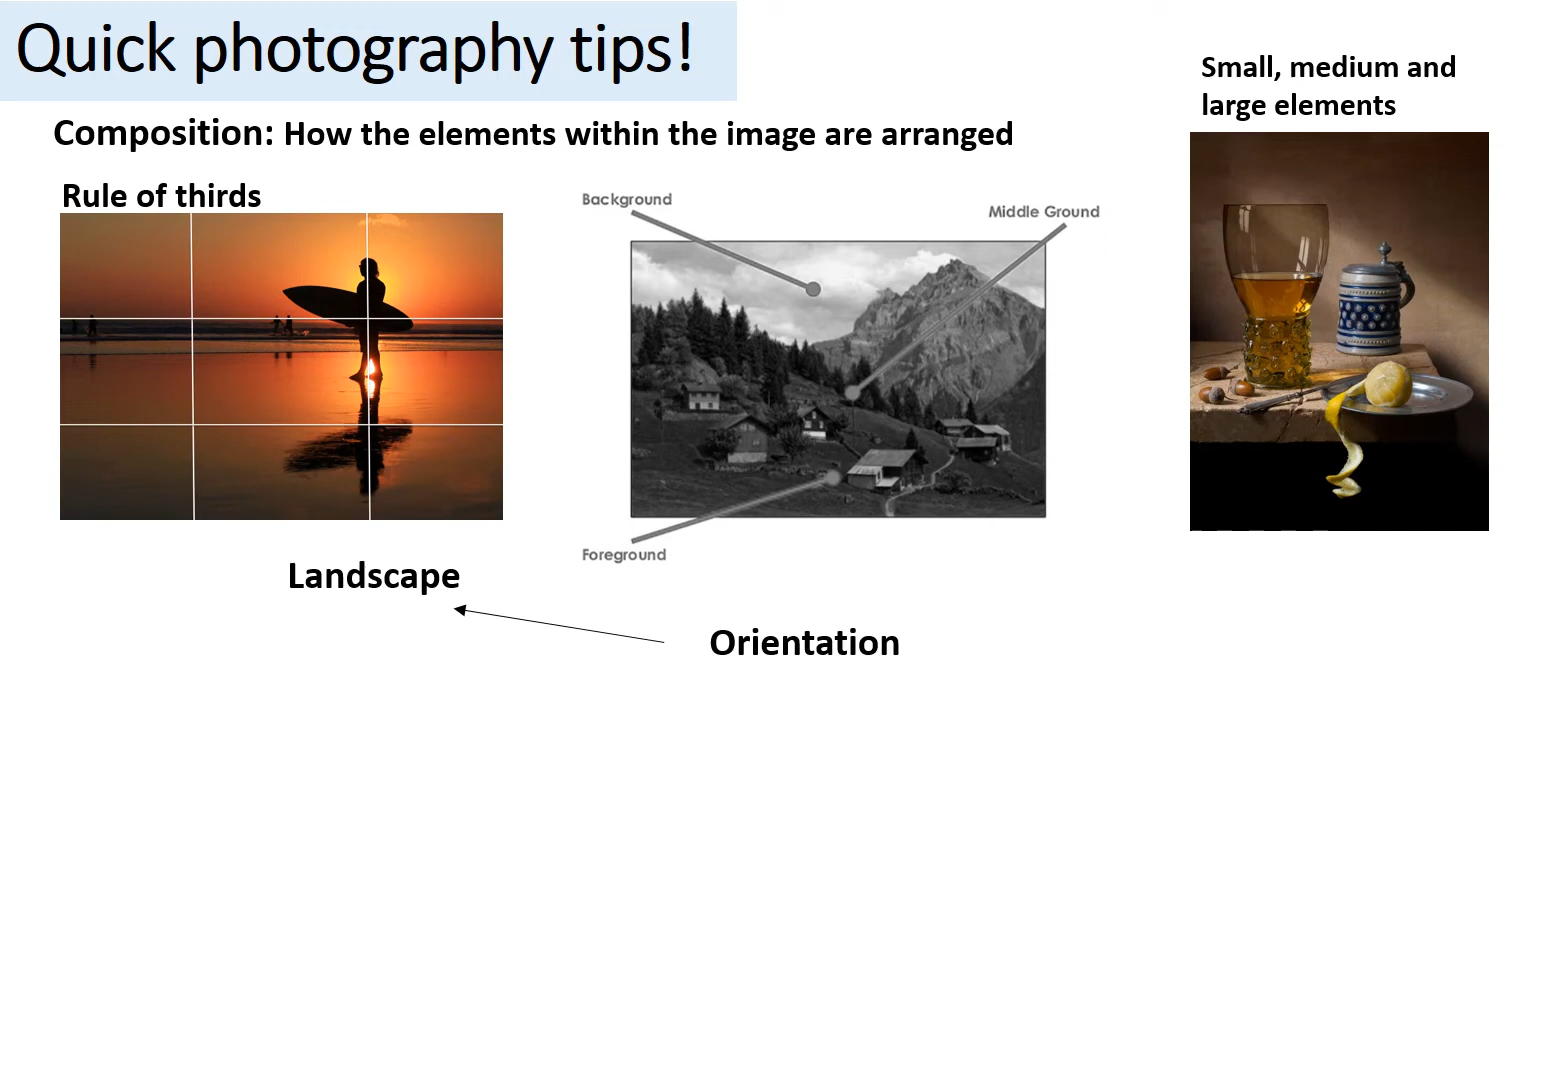 Quick photography tips!
Small, medium and
large elements
Composition: How the elements within the image are arranged
Rule of thirds
Background
Middle Ground
Foreground
Landscape
Orientation